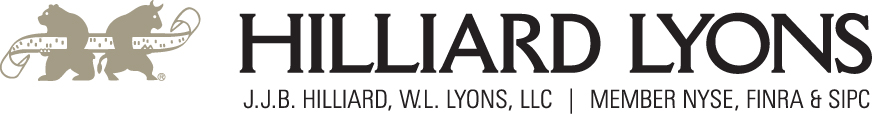 HILLIARD LYONS
J.J.B. HILLIARD, W.L. LYONS, LLC | MEMBER NYSE, FINRA & SIPC
®